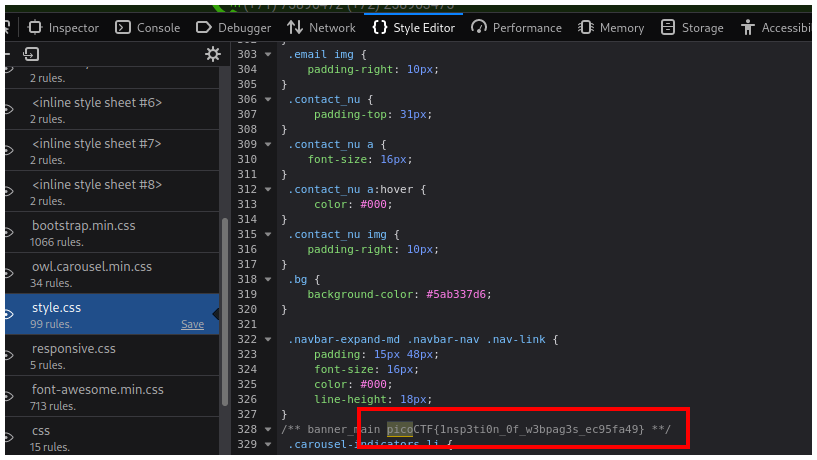 Inspector Console Debugger Network Style Editor Performance Memory Storage Accessibi
2 rules.
<inline style sheet #6>
2 rules.
<inline style sheet #7>
2 rules.
<inline style sheet #8>
2 rules.
bootstrap.min.css
1066 rules.
owl.carousel.min.css
34 rules.
style.css
99 rules. Save
responsive.css
5 rules.
font-awesome.min.css
713 rules.
css
15 rules.
303 .email img {
304 padding-right: 10px;
305 }
306 .contact_nu {
307 padding-top: 31px;
308 }
309 .contact_nu a {
310 font-size: 16px;
311 }
312 .contact_nu a:hover {
313 color: #000;
314 }
315 .contact_nu img {
316 padding-right: 10px;
317 }
318 .bg {
319 background-color: #5ab337d6;
320 }
321
322 .navbar-expand-md .navbar-nav .nav-link {
323 padding: 15px 48px;
324 font-size: 16px;
325 color: #000;
326 line-height: 18px;
327 }
328 /** banner_main picoCTF{1nsp3ti0n_0f_w3bpag3s_ec95fa49} **/
329 .carousel-indicators li {